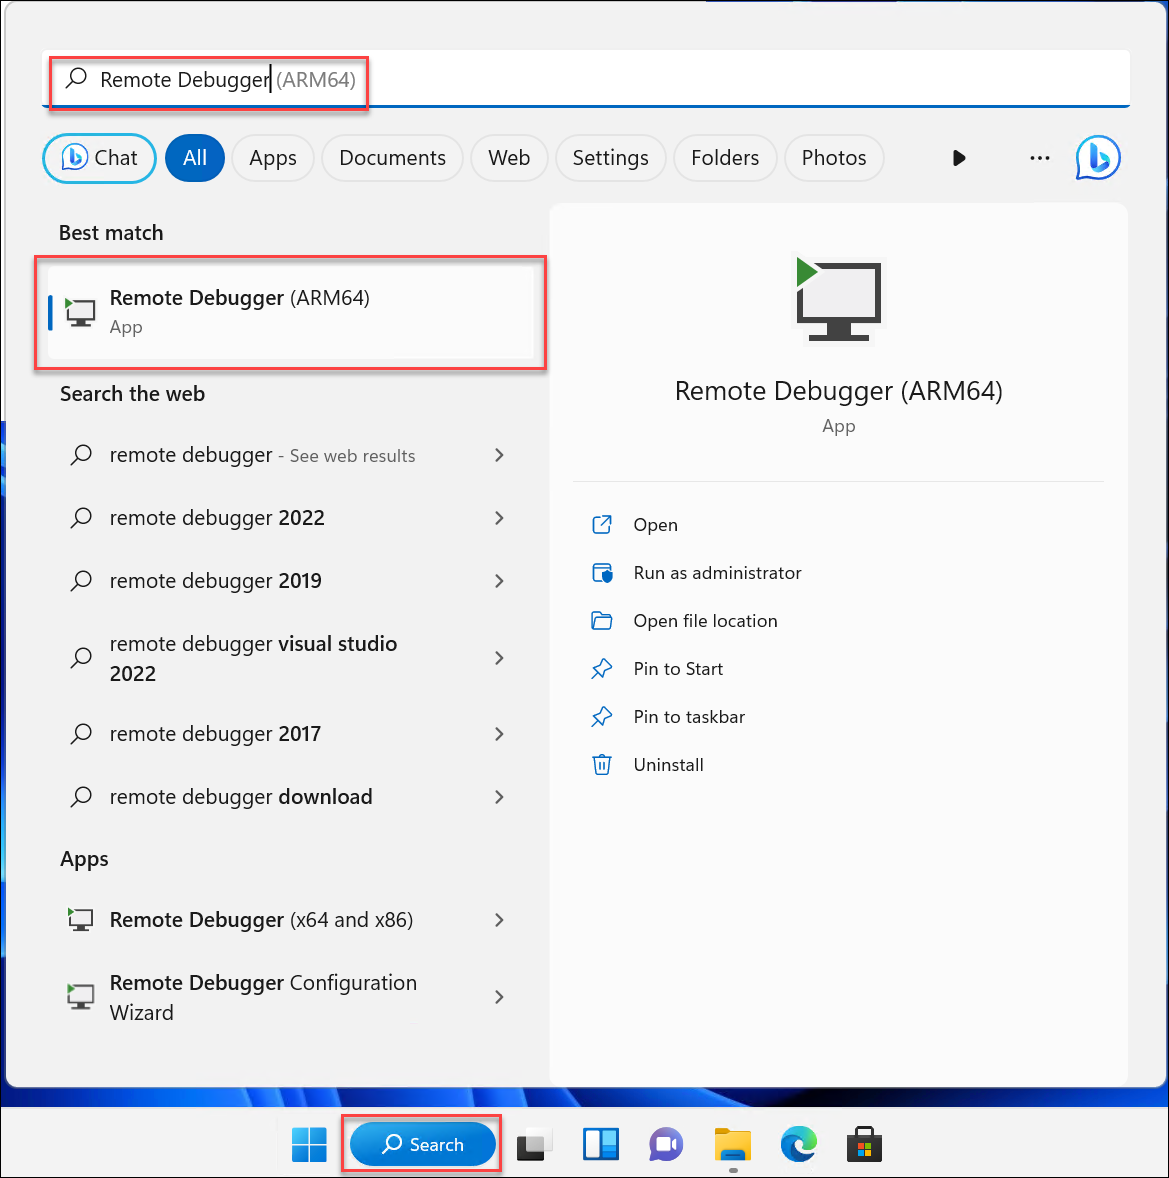 Remote Debugger (ARM64)
Chat
All
Apps
Documents
Web
Settings
Folders
Photos
Best match
Remote Debugger (ARM64)
App
Search the web
remote debugger - See web results
remote debugger 2022
remote debugger 2019
remote debugger visual studio
2022
remote debugger 2017
remote debugger download
Apps
Remote Debugger (x64 and x86)
Remote Debugger Configuration
Wizard
Remote Debugger (ARM64)
App
Open
Run as administrator
Open file location
Pin to Start
Pin to taskbar
Uninstall
Search